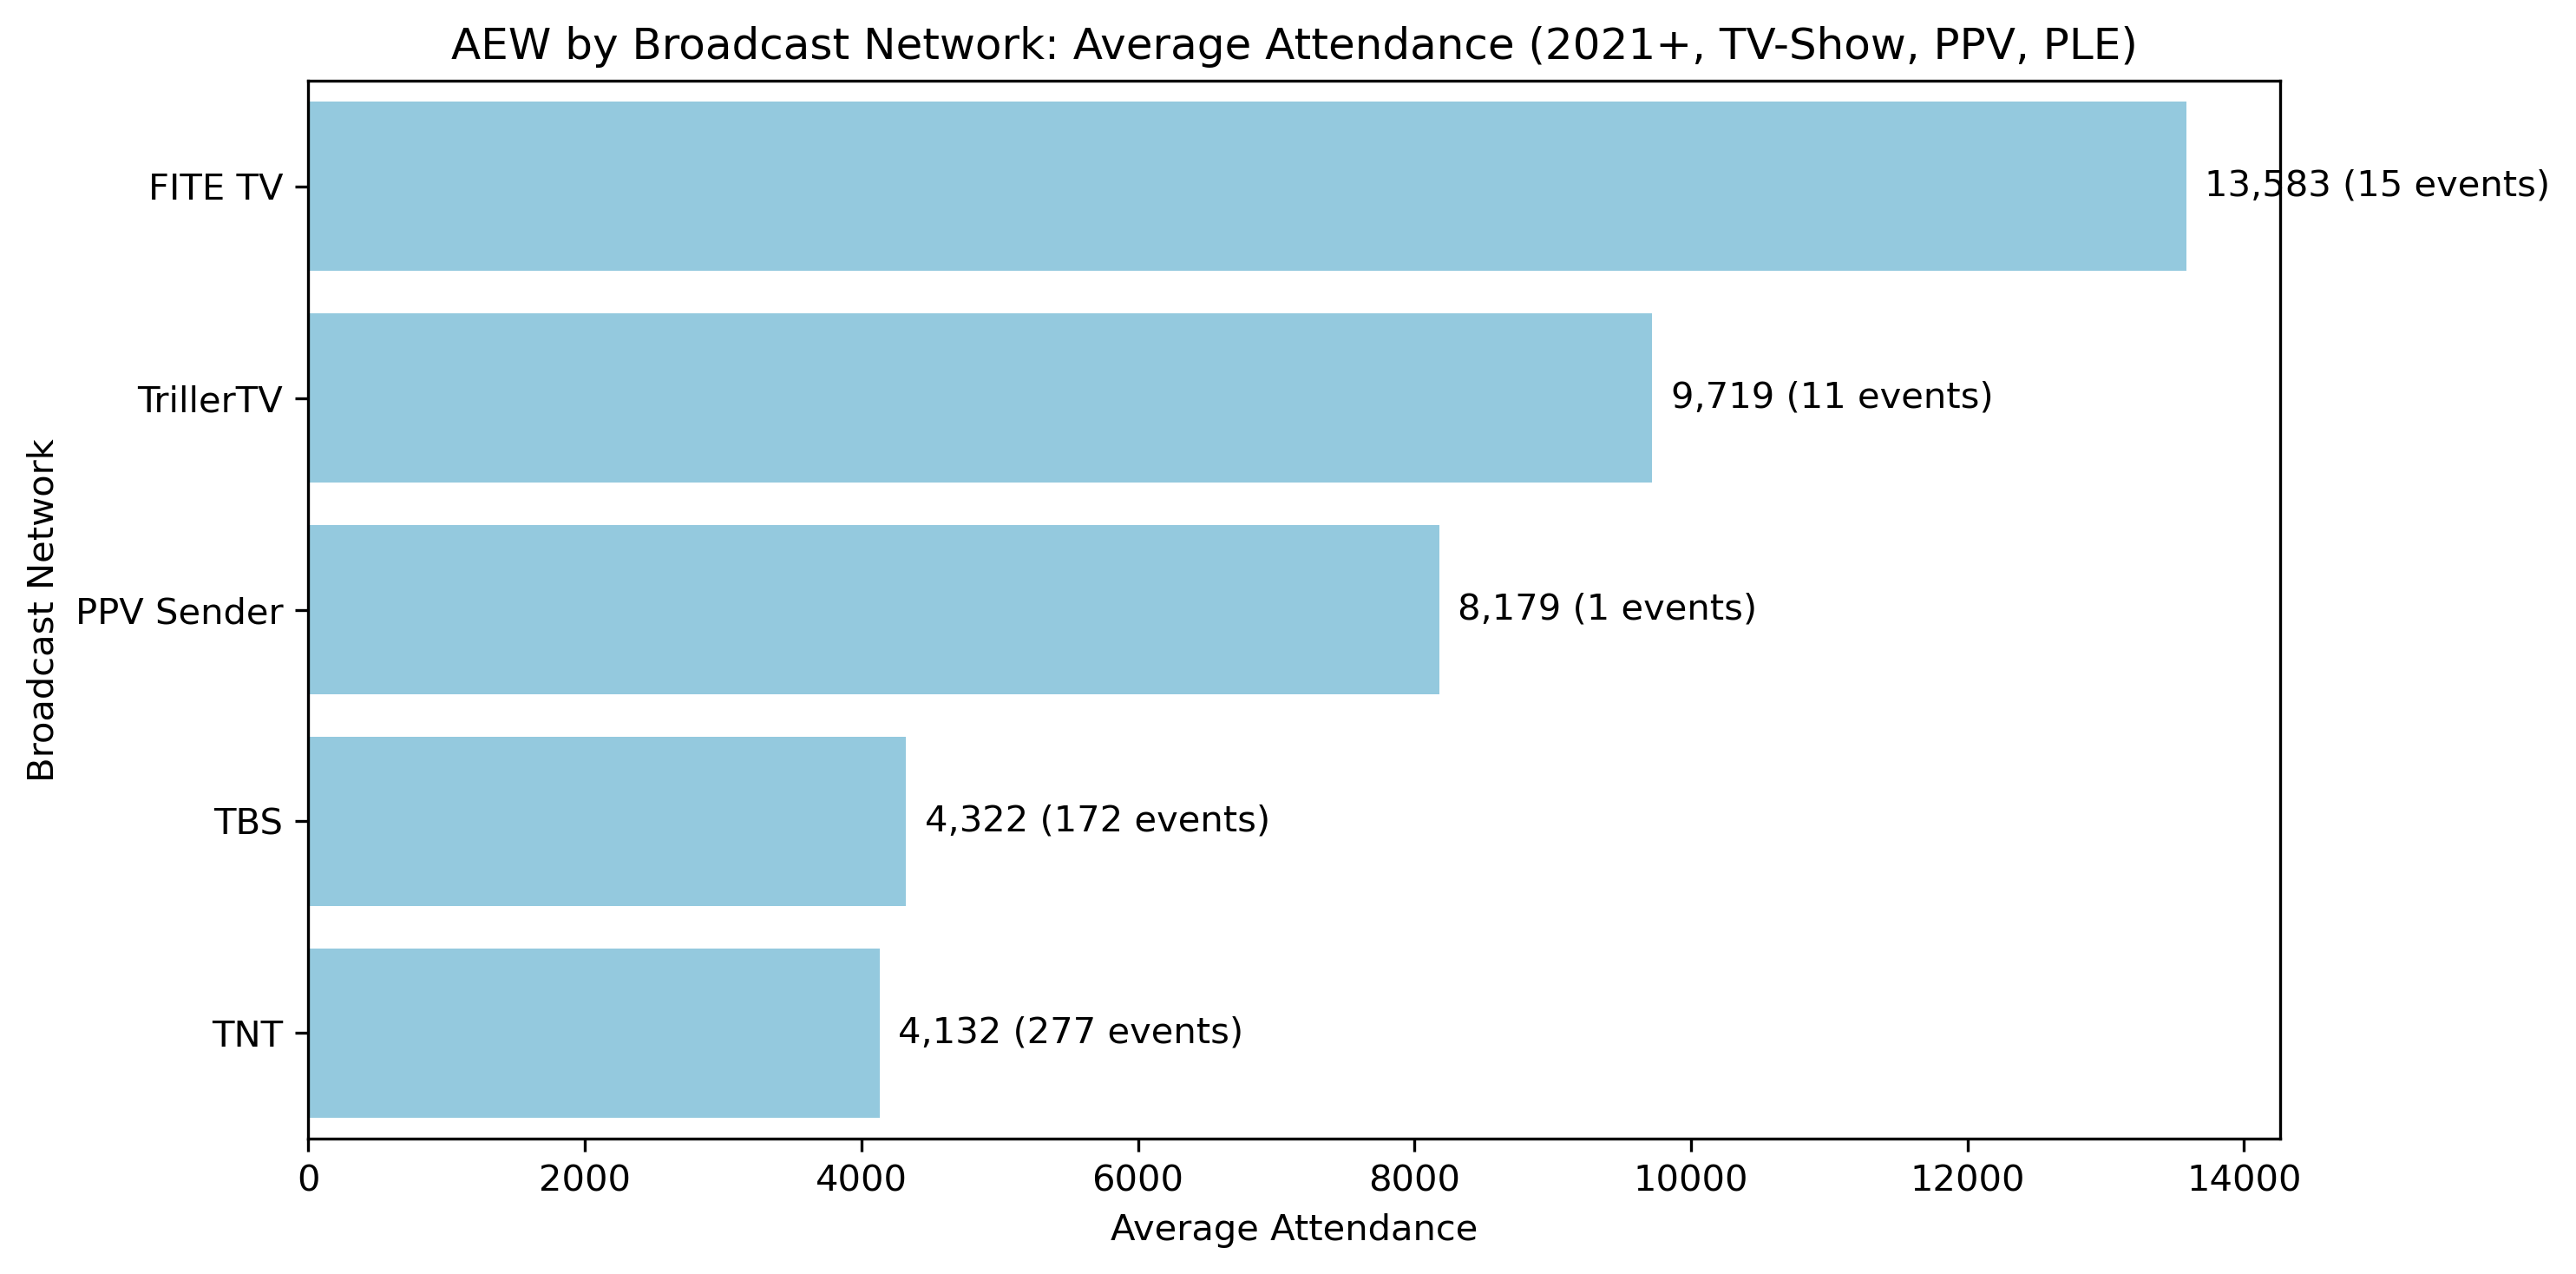 AEW by Broadcast Network: Average Attendance (2021+, TV-Show, PPV, PLE)
Broadcast Network
FITE TV
13,583 (15 events)
TrillerTV
9,719 (11 events)
PPV Sender
8,179 (1 events)
TBS
4,322 (172 events)
TNT
4,132 (277 events)
0 2000 4000 6000 8000 10000 12000 14000
Average Attendance